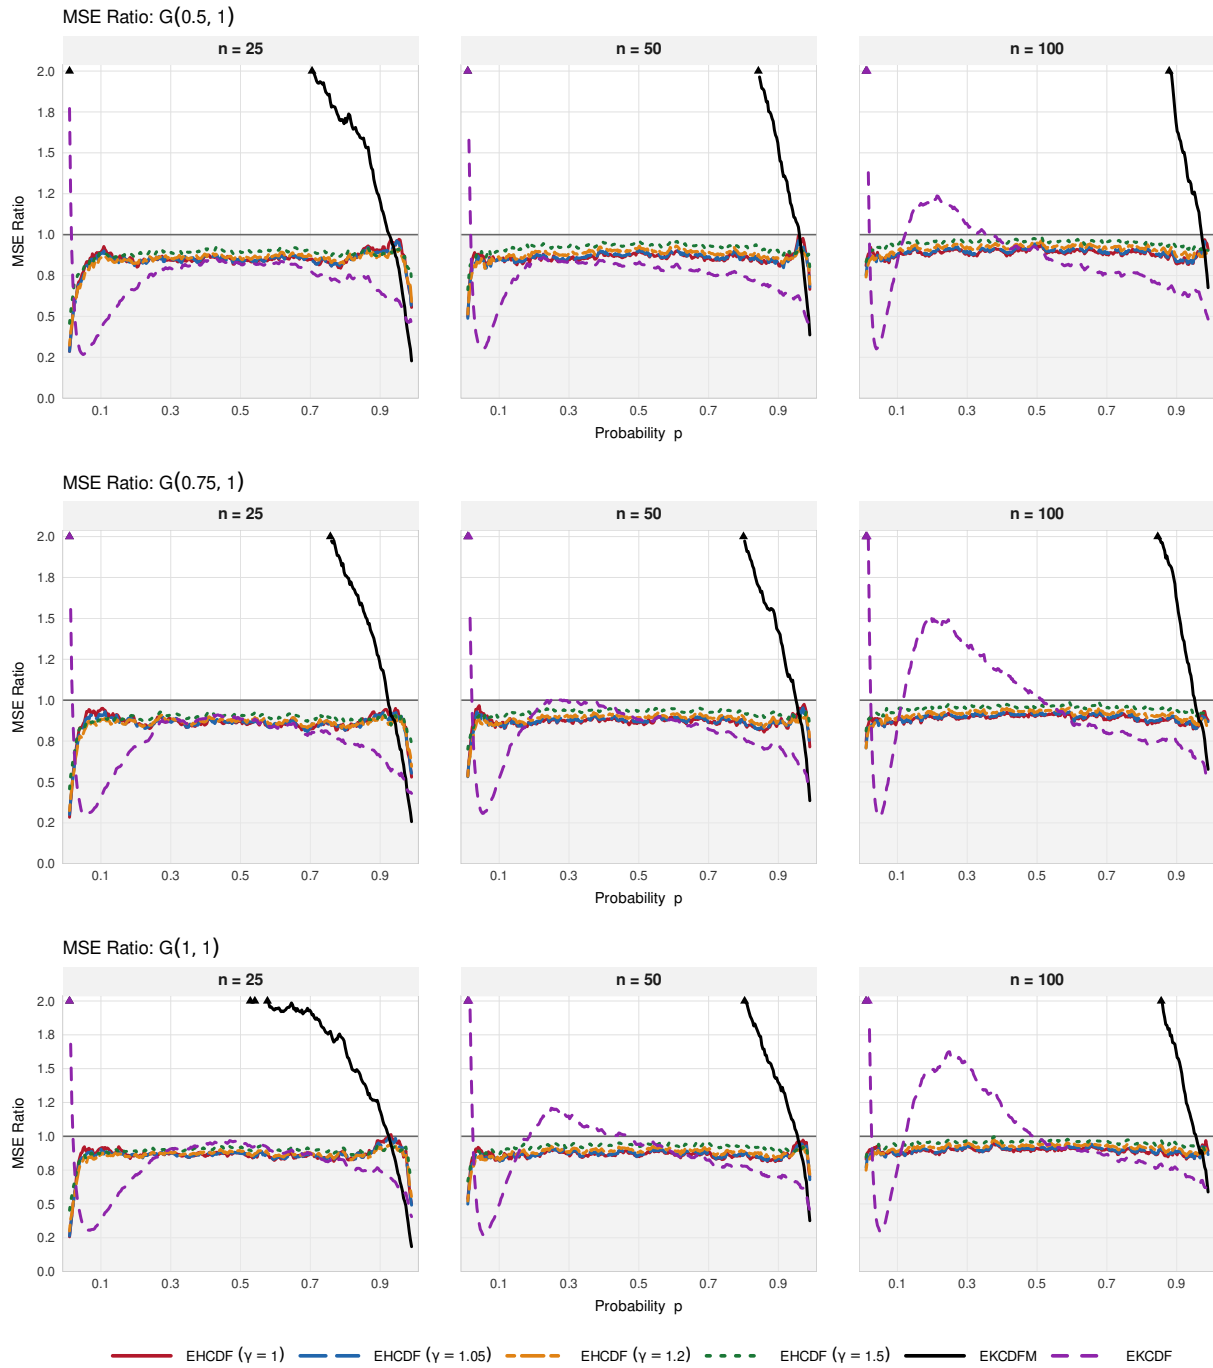 MSE Ratio: G(0.5, 1)
n = 25
n = 50
n = 100
2.0
1.8
1.5
1.2
1.0
0.8
0.5
0.2
0.0
MSE Ratio
0.1 0.3 0.5 0.7 0.9
0.1 0.3 0.5 0.7 0.9
0.1 0.3 0.5 0.7 0.9
Probability p
Probability p
Probability p
MSE Ratio: G(0.75, 1)
n = 25
n = 50
n = 100
2.0
1.8
1.5
1.2
1.0
0.8
0.5
0.2
0.0
MSE Ratio
0.1 0.3 0.5 0.7 0.9
0.1 0.3 0.5 0.7 0.9
0.1 0.3 0.5 0.7 0.9
Probability p
Probability p
Probability p
MSE Ratio: G(1, 1)
n = 25
n = 50
n = 100
2.0
1.8
1.5
1.2
1.0
0.8
0.5
0.2
0.0
MSE Ratio
0.1 0.3 0.5 0.7 0.9
0.1 0.3 0.5 0.7 0.9
0.1 0.3 0.5 0.7 0.9
Probability p
Probability p
Probability p
EHCDF (γ = 1) EHCDF (γ = 1.05) EHCDF (γ = 1.2) EHCDF (γ = 1.5) EKCDFM EKCDF